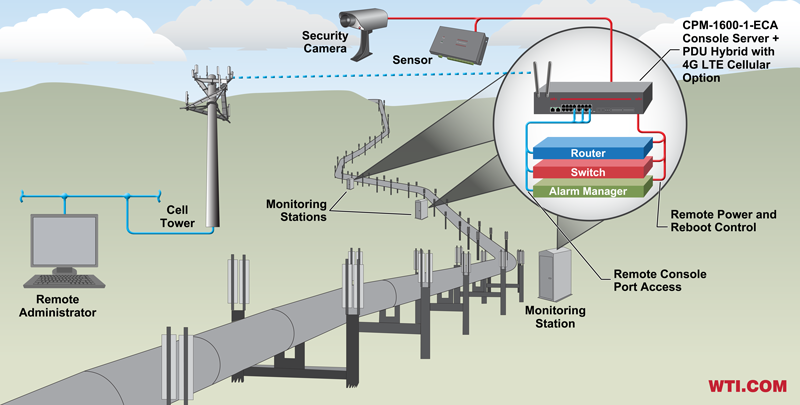 Security
Camera
Sensor
CPM-1600-1-ECA
Console Server +
PDU Hybrid with
4G LTE Cellular
Option
Router
Switch
Alarm Manager
Cell
Tower
Monitoring
Stations
Remote Power and
Reboot Control
Remote Console
Port Access
Remote
Administrator
Monitoring
Station
WTI.COM